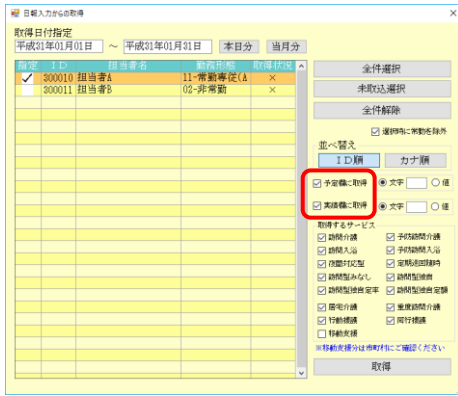 日報入力からの取得
取得日付指定
平成31年01月01日 ～ 平成31年01月31日 本日分 当月分
指定 ID 担当者名 勤務形態 取得状況
300010 担当者A 11-常勤専従(A ×
300011 担当者B 02-非常勤 ×
全件選択
未取込選択
全件解除
選択時に常勤を除外
並べ替え
ID順 カナ順
予定欄に取得 文字 値
実績欄に取得 文字 値
取得するサービス
訪問介護 予防訪問介護
訪問入浴 予防訪問入浴
夜間対応型 定期巡回随時
訪問型みなし 訪問型独自
訪問型独自定率 訪問型独自定額
居宅介護 重度訪問介護
行動援護 同行援護
移動支援
※移動支援分は市町村にご確認ください
取得